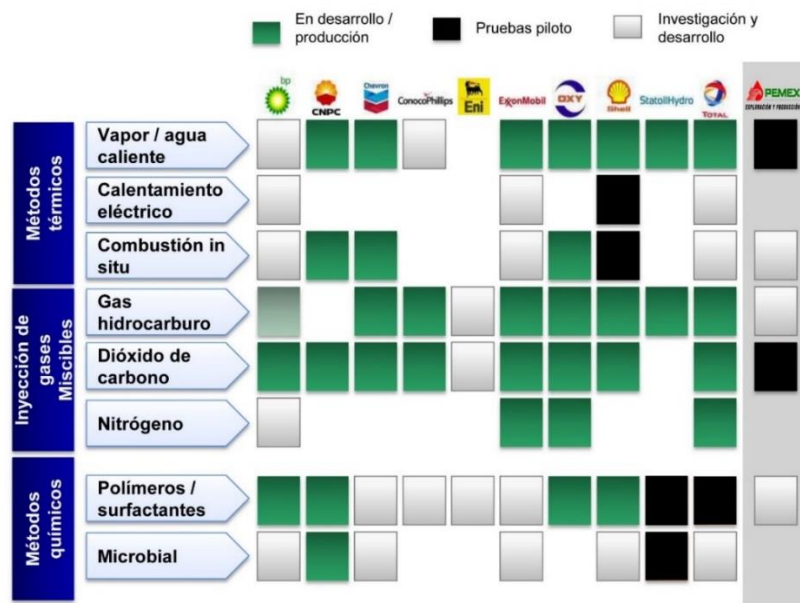 En desarrollo /
producción
Pruebas piloto
Investigación y
desarrollo
bp
CNPC
Chevron
ConocoPhillips
Eni
ExxonMobil
OXY
Shell
StatoilHydro
TOTAL
PEMEX
EXPLORACIÓN Y PRODUCCIÓN
Métodos
térmicos
Vapor / agua
caliente
Calentamiento
eléctrico
Combustión in
situ
Inyección de
gases
Miscibles
Gas
hidrocarburo
Dióxido de
carbono
Nitrógeno
Métodos
químicos
Polímeros /
surfactantes
Microbial